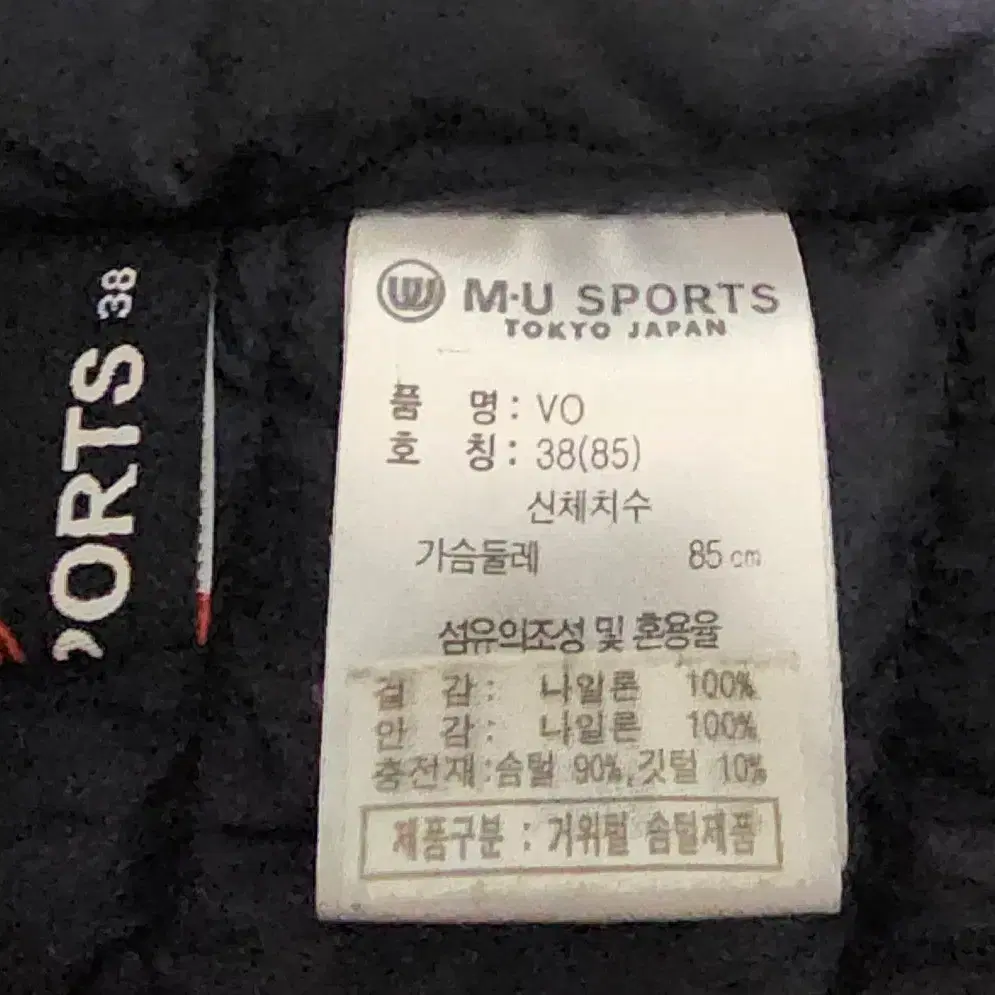 PORTS 38
M·U SPORTS
TOKYO JAPAN
품 명 : VO
호 칭 : 38(85)
신체치수
가슴둘레 85 cm
섬유의조성 및 혼용율
겉 감 : 나일론 100%
안 감 : 나일론 100%
충전재 : 솜털 90%, 깃털 10%
제품구분 : 거위털 솜털제품